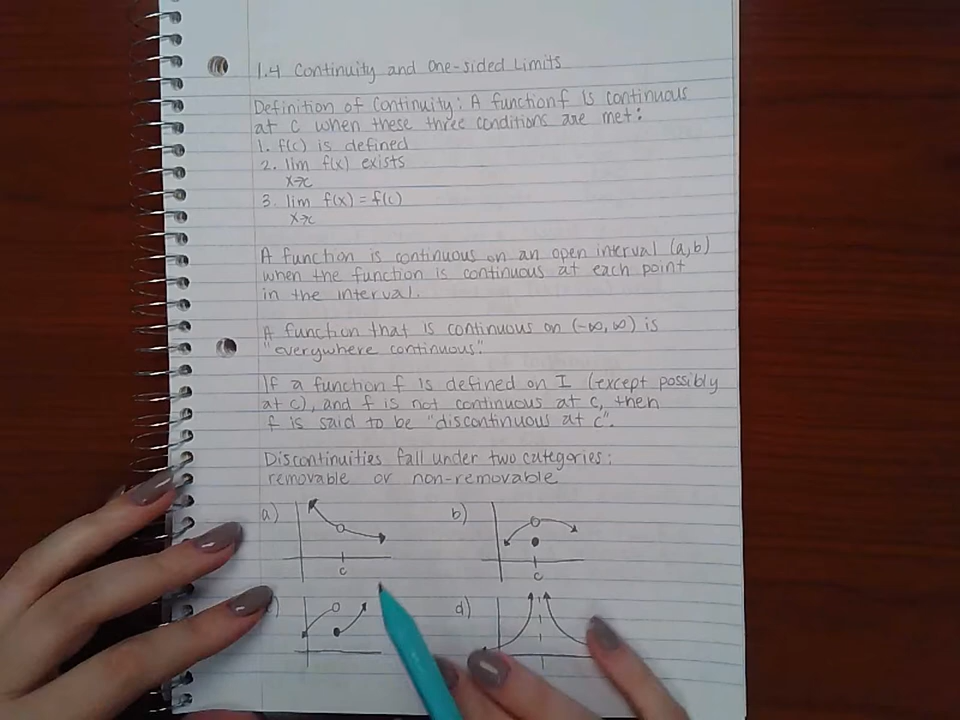 1.4 Continuity and One-sided Limits
Definition of Continuity: A function f is continuous
at c when these three conditions are met:
1. f(c) is defined
2. lim f(x) exists
x→c
3. lim f(x) = f(c)
x→c
A function is continuous on an open interval (a,b)
when the function is continuous at each point
in the interval.
A function that is continuous on (-∞, ∞) is
"everywhere continuous".
If a function f is defined on I (except possibly
at c), and f is not continuous at c, then
f is said to be "discontinuous at c".
Discontinuities fall under two categories:
removable or non-removable
a) b)
c c
) d)